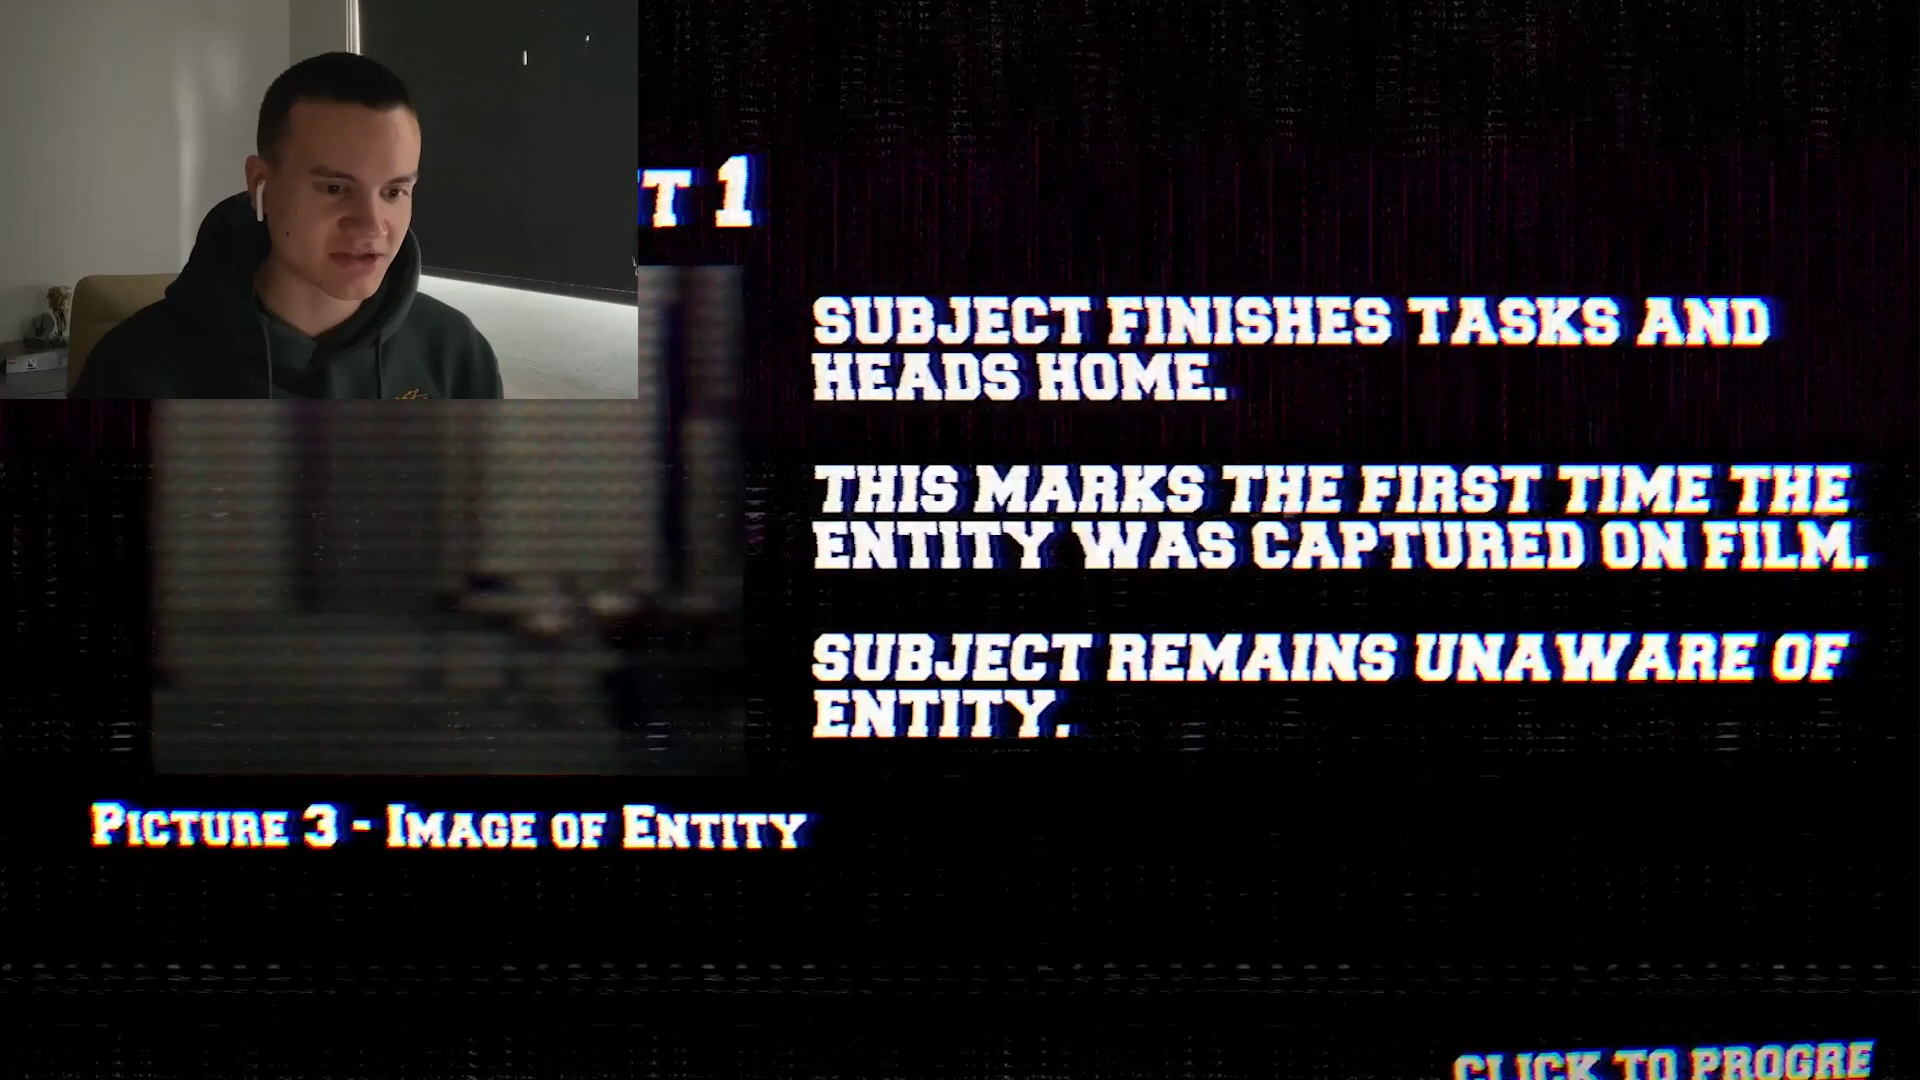 T 1
SUBJECT FINISHES TASKS AND
HEADS HOME.
THIS MARKS THE FIRST TIME THE
ENTITY WAS CAPTURED ON FILM.
SUBJECT REMAINS UNAWARE OF
ENTITY.
PICTURE 3 - IMAGE OF ENTITY
CLICK TO PROGRE